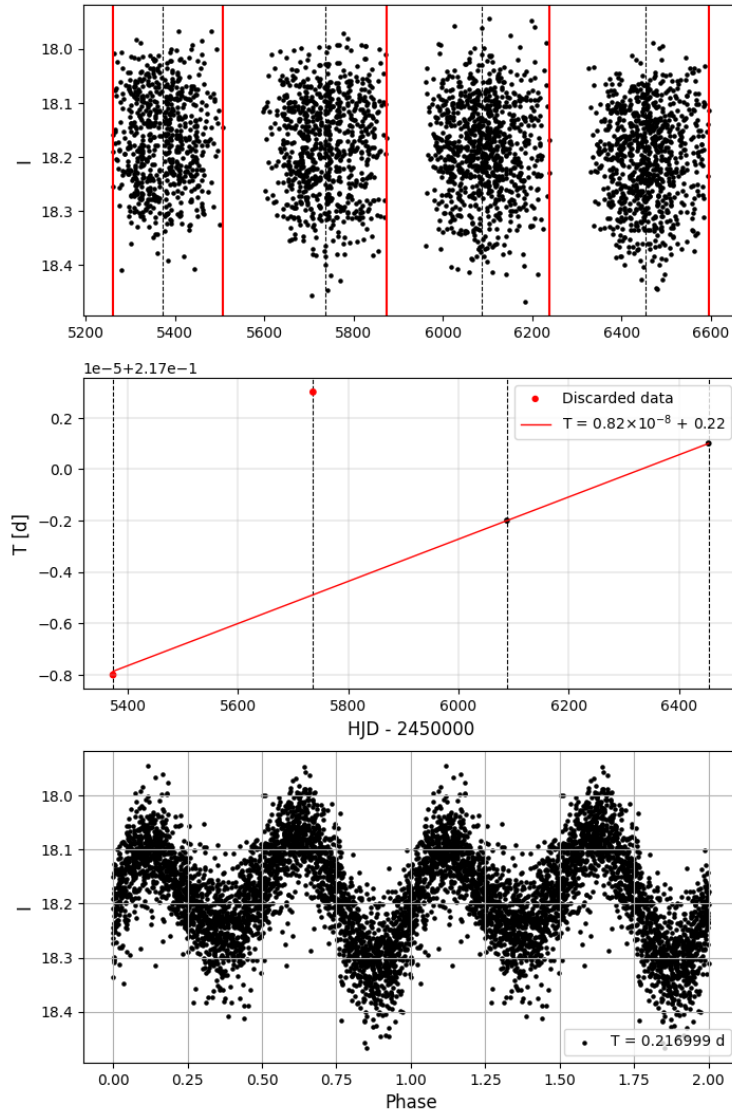 18.0
18.1
18.2
18.3
18.4
I
5200 5400 5600 5800 6000 6200 6400 6600
1e-5+2.17e-1
0.2
0.0
−0.2
−0.4
−0.6
−0.8
T [d]
Discarded data
T = 0.82×10⁻⁸ + 0.22
5400 5600 5800 6000 6200 6400
HJD - 2450000
18.0
18.1
18.2
18.3
18.4
I
T = 0.216999 d
0.00 0.25 0.50 0.75 1.00 1.25 1.50 1.75 2.00
Phase